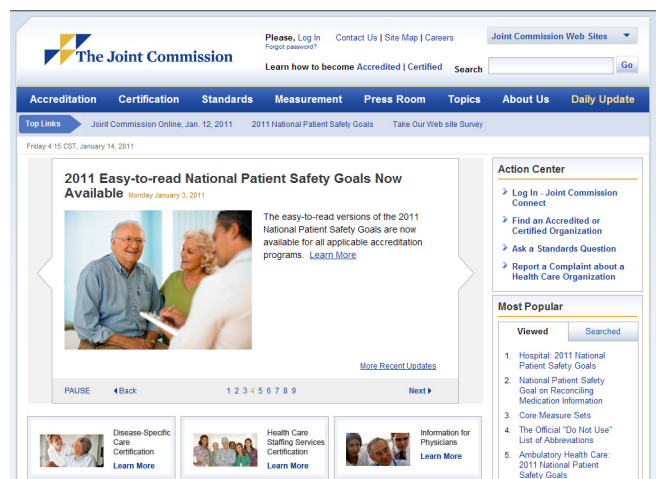 The Joint Commission
Please, Log In Contact Us | Site Map | Careers
Forgot password?
Learn how to become Accredited | Certified
Joint Commission Web Sites
Search
Go
Accreditation Certification Standards Measurement Press Room Topics About Us Daily Update
Top Links Joint Commission Online, Jan. 12, 2011 2011 National Patient Safety Goals Take Our Web site Survey
Friday 4:15 CST, January 14, 2011
2011 Easy-to-read National Patient Safety Goals Now
Available Monday January 3, 2011
The easy-to-read versions of the 2011
National Patient Safety Goals are now
available for all applicable accreditation
programs. Learn More
More Recent Updates
PAUSE Back 1 2 3 4 5 6 7 8 9 Next
Disease-Specific
Care
Certification
Learn More
Health Care
Staffing Services
Certification
Learn More
Information for
Physicians
Learn More
Action Center
Log In - Joint Commission
Connect
Find an Accredited or
Certified Organization
Ask a Standards Question
Report a Complaint about a
Health Care Organization
Most Popular
Viewed Searched
1. Hospital: 2011 National
Patient Safety Goals
2. National Patient Safety
Goal on Reconciling
Medication Information
3. Core Measure Sets
4. The Official "Do Not Use"
List of Abbreviations
5. Ambulatory Health Care:
2011 National Patient
Safety Goals